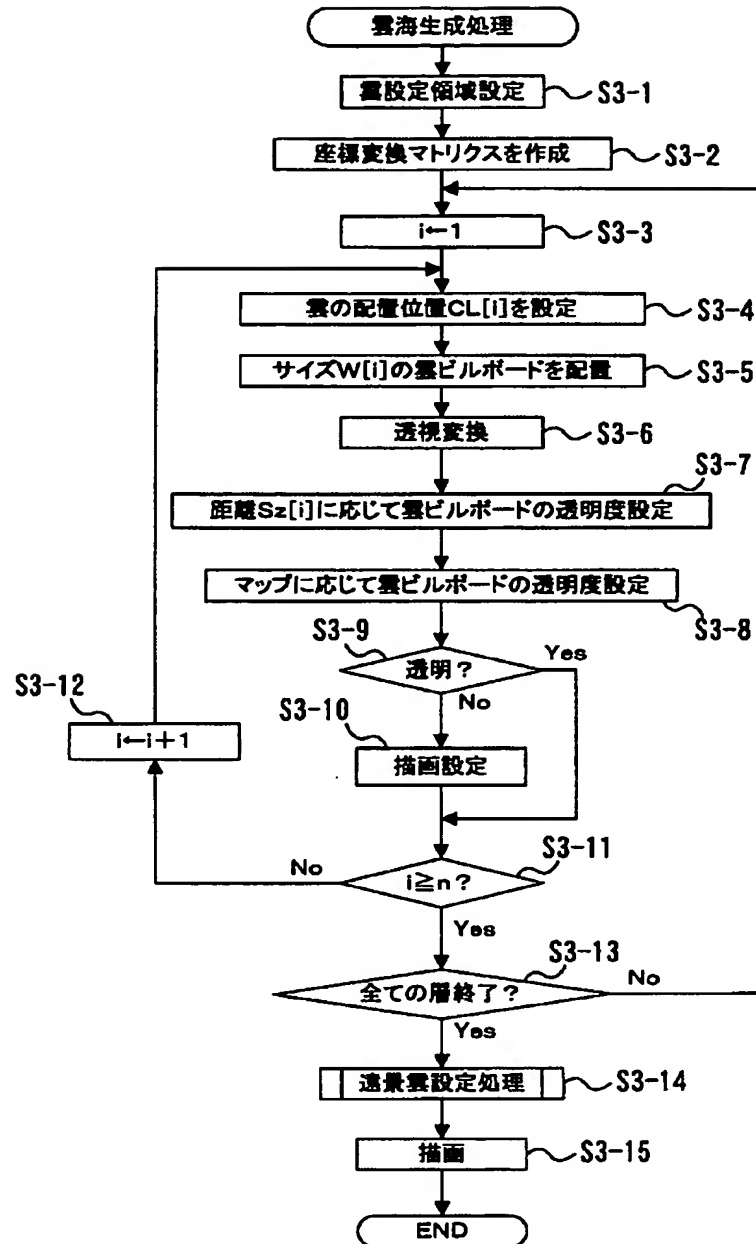 雲海生成処理
雲設定領域設定
S3-1
座標変換マトリクスを作成
S3-2
i←1
S3-3
雲の配置位置CL[i]を設定
S3-4
サイズW[i]の雲ビルボードを配置
S3-5
透視変換
S3-6
S3-7
距離Sz[i]に応じて雲ビルボードの透明度設定
マップに応じて雲ビルボードの透明度設定
S3-8
S3-9
透明?
Yes
No
S3-10
描画設定
S3-12
i←i+1
S3-11
i≧n?
No
Yes
S3-13
全ての層終了?
No
Yes
遠景雲設定処理
S3-14
描画
S3-15
END